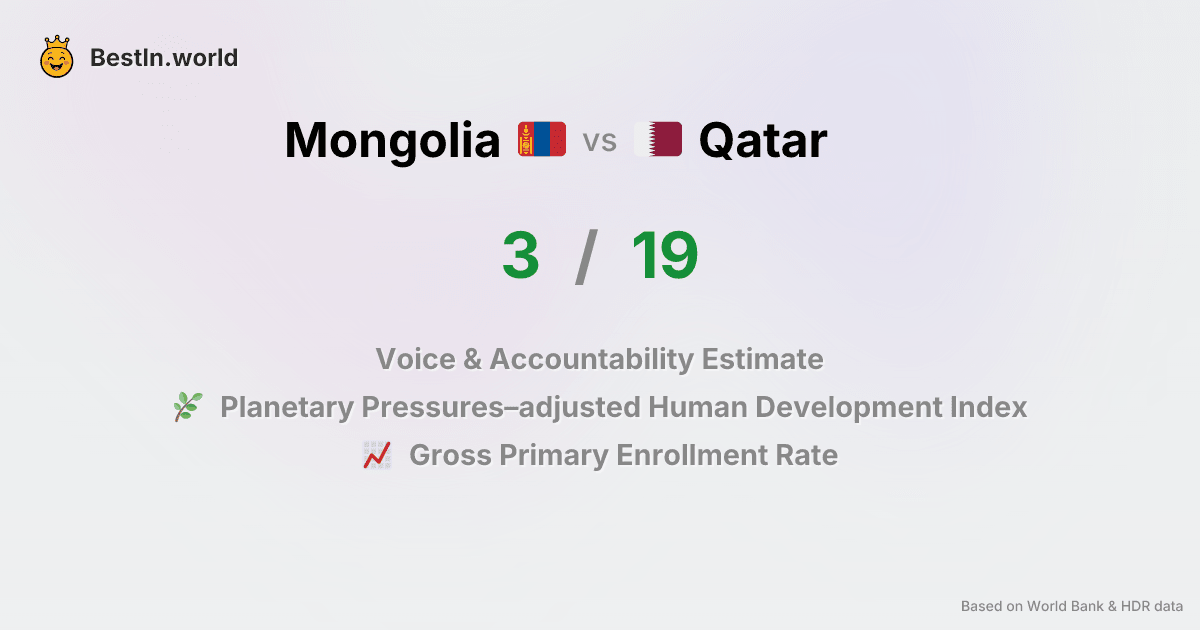 BestIn.world
Mongolia vs Qatar
3 / 19
Voice & Accountability Estimate
Planetary Pressures–adjusted Human Development Index
Gross Primary Enrollment Rate
Based on World Bank & HDR data